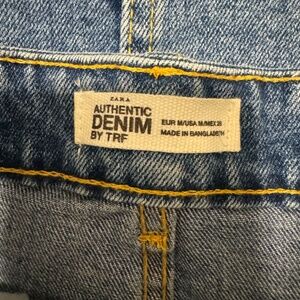 ZARA
AUTHENTIC
DENIM
BY TRF
EUR M/USA M/MEX 28
MADE IN BANGLADESH